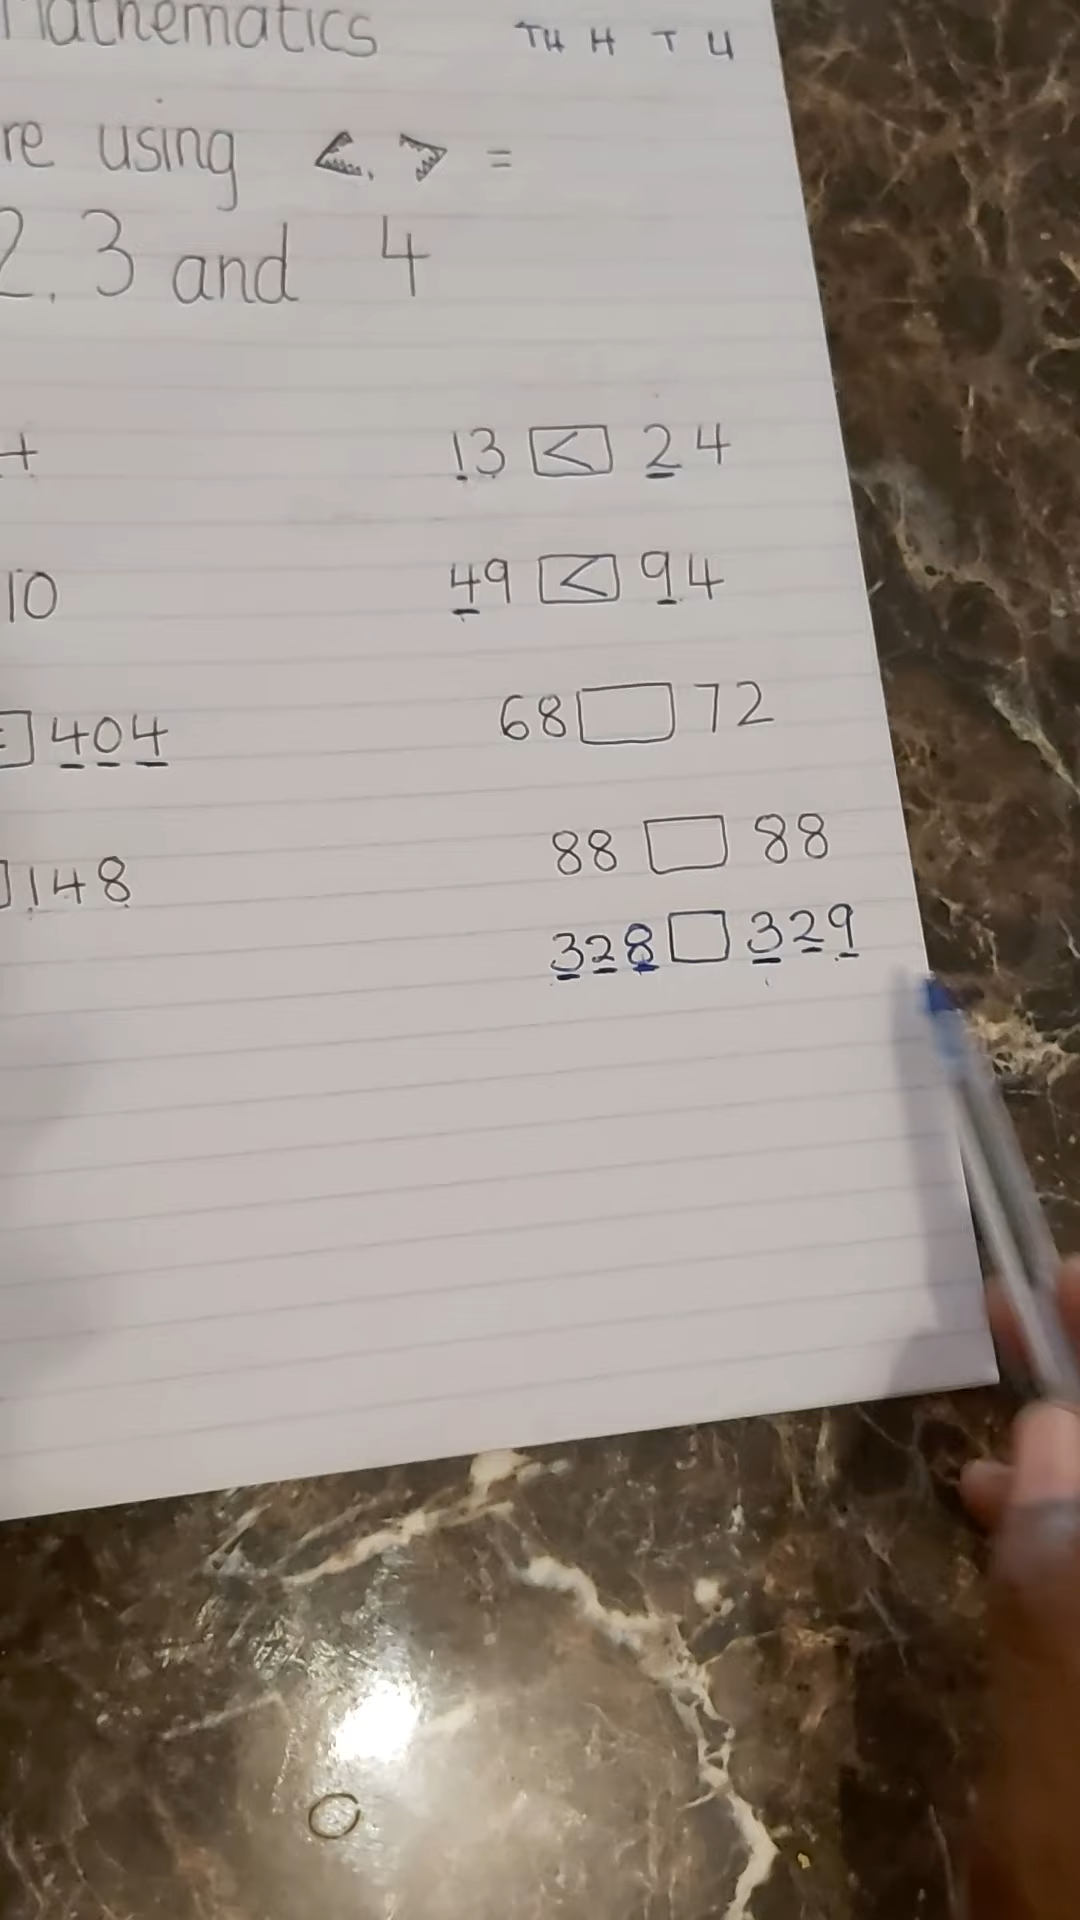 Mathematics TH H T U
re using <, > =
2, 3 and 4
13 < 24
10 49 < 94
= 404 68 □ 72
148 88 □ 88
328 □ 329